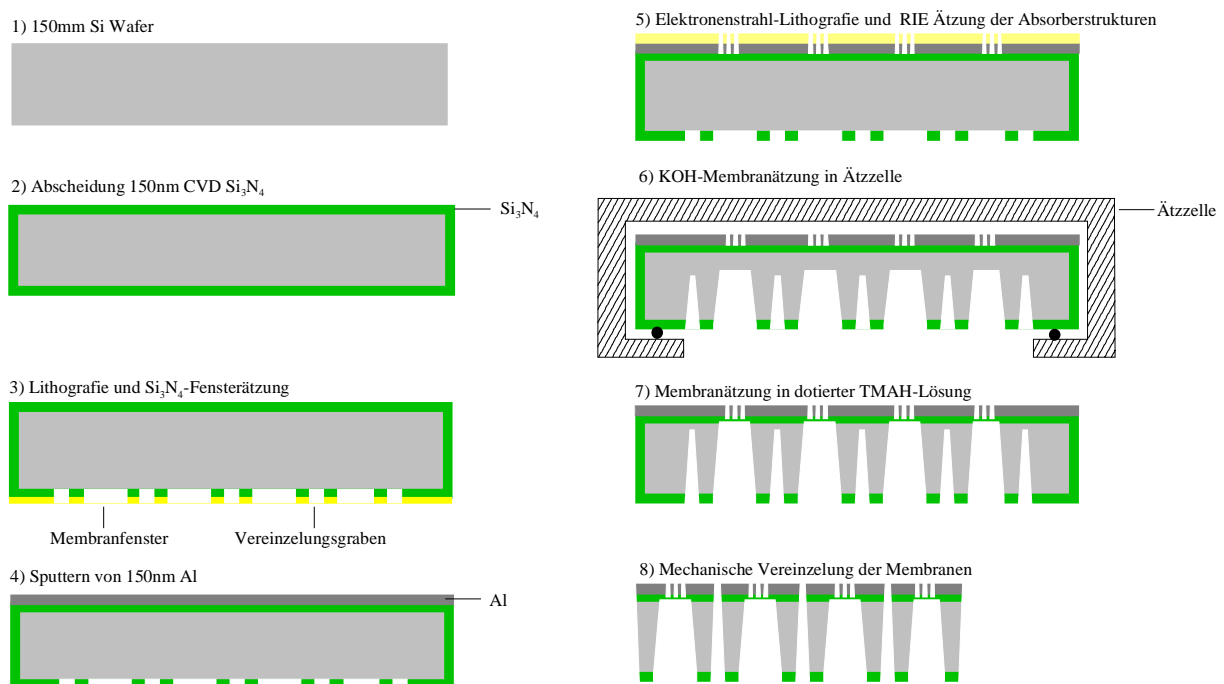 1) 150mm Si Wafer
2) Abscheidung 150nm CVD Si₃N₄
Si₃N₄
3) Lithografie und Si₃N₄-Fensterätzung
Membranfenster
Vereinzelungsgraben
4) Sputtern von 150nm Al
Al
5) Elektronenstrahl-Lithografie und RIE Ätzung der Absorberstrukturen
6) KOH-Membranätzung in Ätzzelle
Ätzzelle
7) Membranätzung in dotierter TMAH-Lösung
8) Mechanische Vereinzelung der Membranen